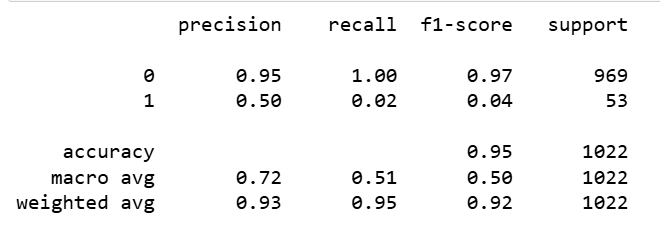 precision recall f1-score support
0 0.95 1.00 0.97 969
1 0.50 0.02 0.04 53
accuracy 0.95 1022
macro avg 0.72 0.51 0.50 1022
weighted avg 0.93 0.95 0.92 1022